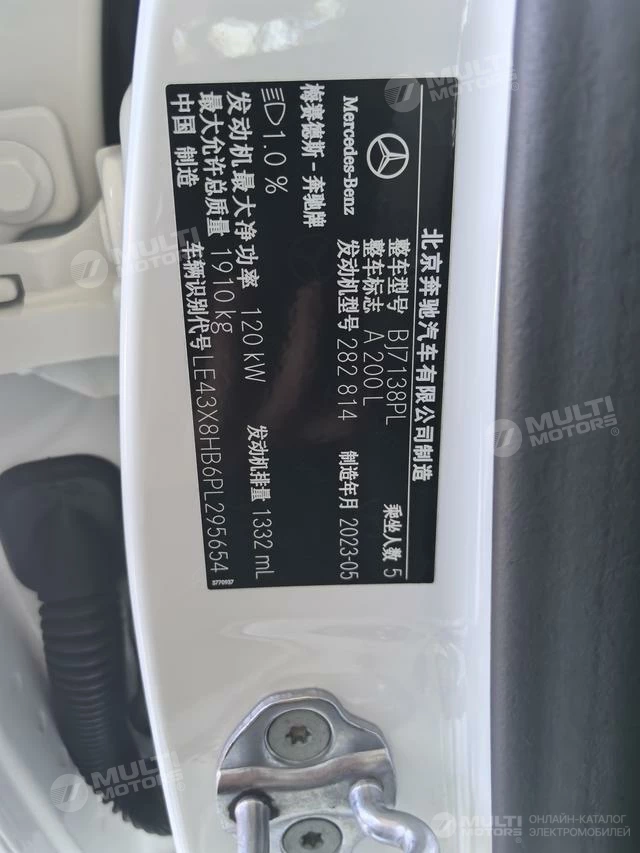 北京奔驰汽车有限公司制造
Mercedes-Benz
梅赛德斯-奔驰牌
整车型号 BJ7138PL 乘坐人数 5
整车标志 A 200 L
发动机型号 282 814 制造年月 2023-05
1.0 %
发动机最大净功率 120 kW 发动机排量 1332 mL
最大允许总质量 1910 kg
中国 制造 车辆识别代号 LE43X8HB6PL295654
3770937
MULTI MOTORS
MULTI MOTORS
MULTI MOTORS®
MULTI MOTORS
MULTI MOTORS
ОНЛАЙН-КАТАЛОГ
ЭЛЕКТРОМОБИЛЕЙ